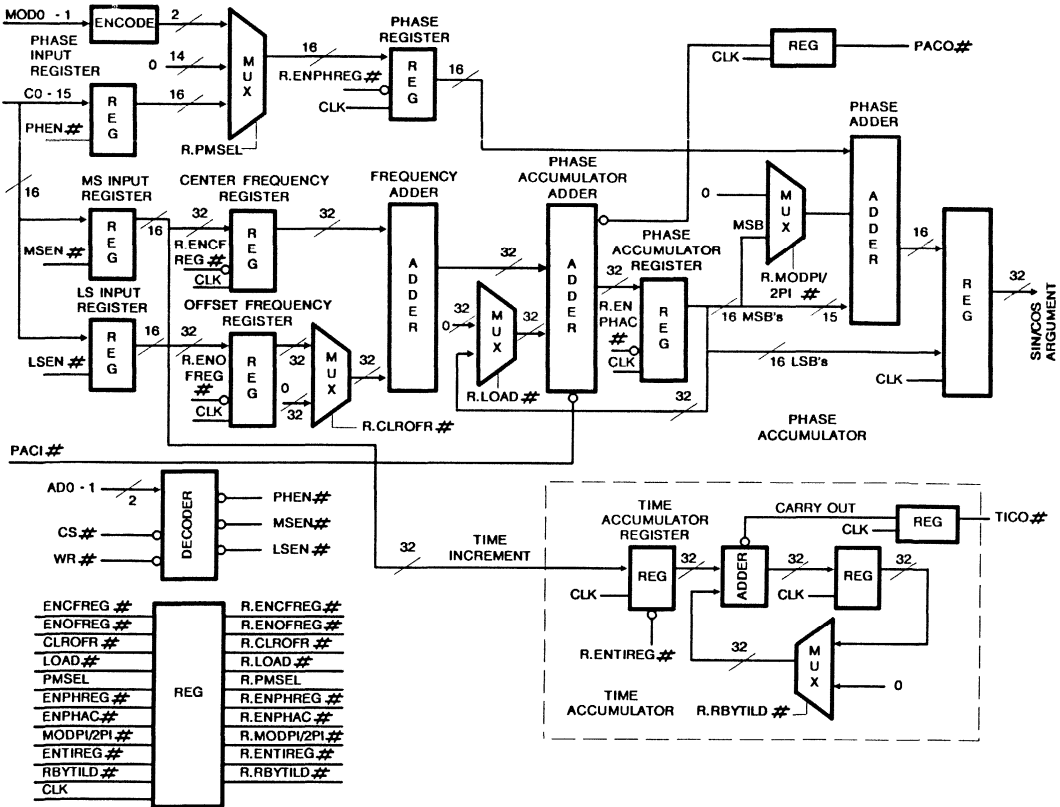 MOD0 - 1
ENCODE
2
PHASE
INPUT
REGISTER
0
14
C0 - 15
REG
16
PHEN#
MUX
R.PMSEL
16
PHASE
REGISTER
R.ENPHREG#
CLK
REG
16
CLK
REG
PACO#
16
MS INPUT
REGISTER
MSEN#
REG
16
CENTER FREQUENCY
REGISTER
32
R.ENCF
REG#
CLK
REG
32
FREQUENCY
ADDER
ADDER
LS INPUT
REGISTER
LSEN#
REG
16
OFFSET FREQUENCY
REGISTER
32
R.ENO
FREG
#
CLK
REG
32
0
32
MUX
32
R.CLROFR#
PHASE
ACCUMULATOR
ADDER
32
32
0
MUX
32
R.LOAD#
ADDER
PHASE
ACCUMULATOR
REGISTER
32
R.EN
PHAC
#
CLK
REG
32
0
MSB
MUX
R.MODPI/
2PI #
16 MSB's
15
16 LSB's
PHASE
ADDER
ADDER
16
CLK
REG
32
SIN/COS
ARGUMENT
PHASE
ACCUMULATOR
PACI#
AD0 - 1
2
CS#
WR#
DECODER
PHEN#
MSEN#
LSEN#
32
TIME
INCREMENT
TIME
ACCUMULATOR
REGISTER
CLK
REG
32
R.ENTIREG#
ADDER
CARRY OUT
CLK
REG
TICO#
32
CLK
REG
32
32
MUX
0
R.RBYTILD#
TIME
ACCUMULATOR
ENCFREG#
ENOFREG#
CLROFR#
LOAD#
PMSEL
ENPHREG#
ENPHAC#
MODPI/2PI#
ENTIREG#
RBYTILD#
CLK
REG
R.ENCFREG#
R.ENOFREG#
R.CLROFR#
R.LOAD#
R.PMSEL
R.ENPHREG#
R.ENPHAC#
R.MODPI/2PI#
R.ENTIREG#
R.RBYTILD#